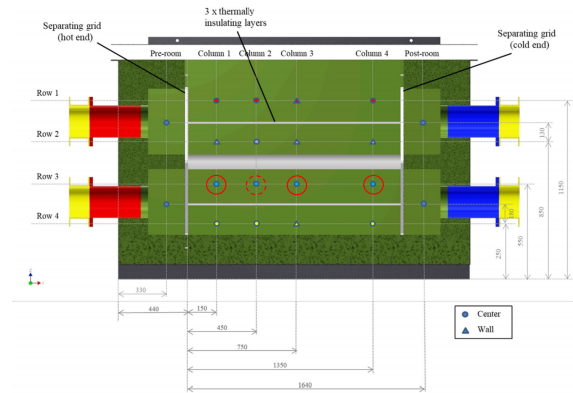 3 x thermally
insulating layers
Separating grid
(hot end)
Separating grid
(cold end)
Pre-room
Column 1
Column 2
Column 3
Column 4
Post-room
Row 1
Row 2
Row 3
Row 4
130
1150
850
550
130
250
330
440
150
450
750
1350
1640
Center
Wall